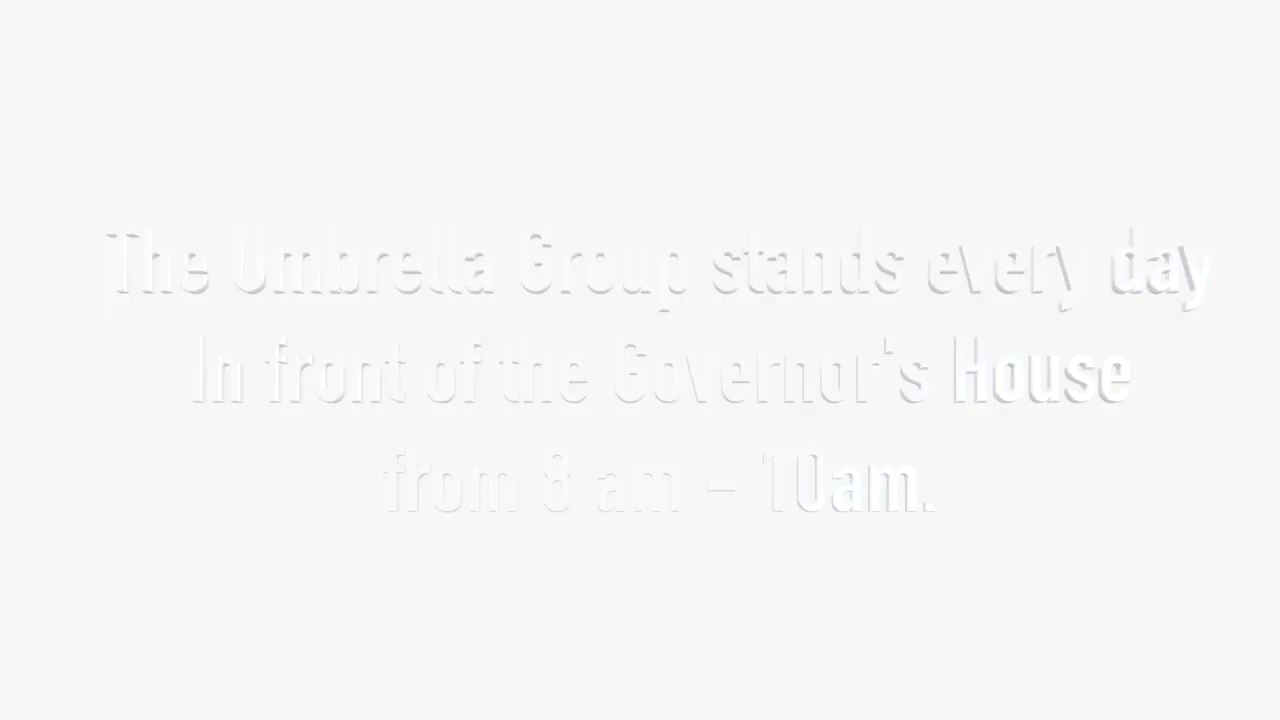 The Umbrella Group stands every day
In front of the Governor's House
from 8 am – 10am.